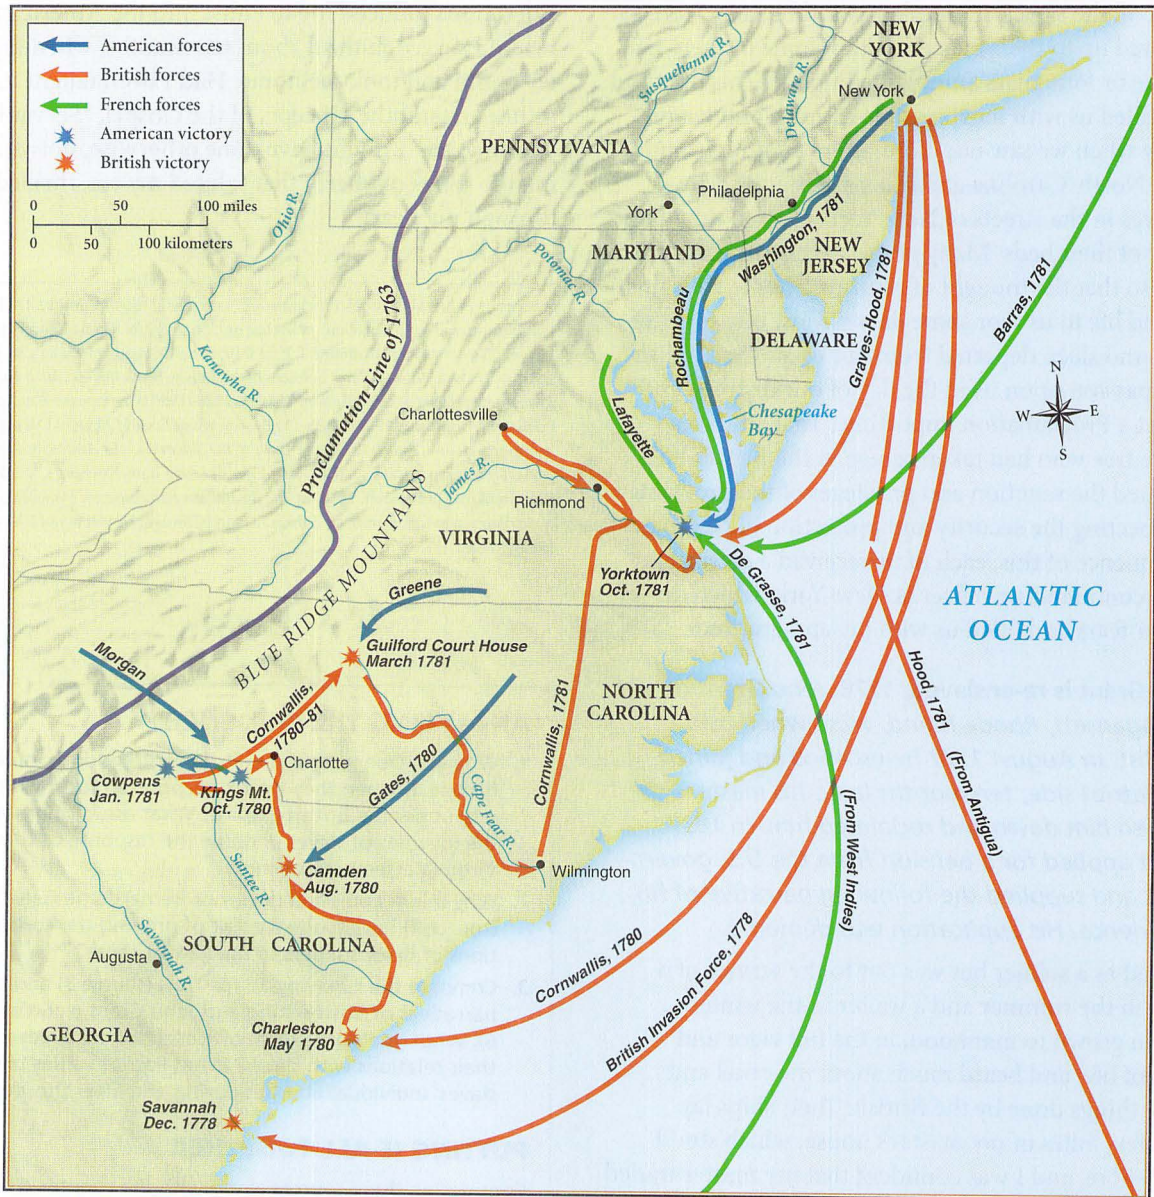 American forces
British forces
French forces
American victory
British victory
0 50 100 miles
0 50 100 kilometers
NEW
YORK
New York
Susquehanna R.
Delaware R.
PENNSYLVANIA
Philadelphia
York
MARYLAND
Washington, 1781
NEW
JERSEY
Ohio R.
Potomac R.
Proclamation Line of 1763
Kanawha R.
Rochambeau
DELAWARE
Graves-Hood, 1781
Barras, 1781
N
W E
S
Chesapeake
Bay
Lafayette
Charlottesville
James R.
Richmond
VIRGINIA
BLUE RIDGE MOUNTAINS
Yorktown
Oct. 1781
De Grasse, 1781
ATLANTIC
OCEAN
Greene
Guilford Court House
March 1781
Morgan
Cornwallis,
1780–81
NORTH
CAROLINA
Cornwallis, 1781
Hood, 1781
(From Antigua)
Charlotte
Cowpens
Jan. 1781
Kings Mt.
Oct. 1780
Gates, 1780
Cape Fear R.
(From West Indies)
Camden
Aug. 1780
Wilmington
Santee R.
SOUTH CAROLINA
Savannah R.
Augusta
Cornwallis, 1780
British Invasion Force, 1778
GEORGIA
Charleston
May 1780
Savannah
Dec. 1778